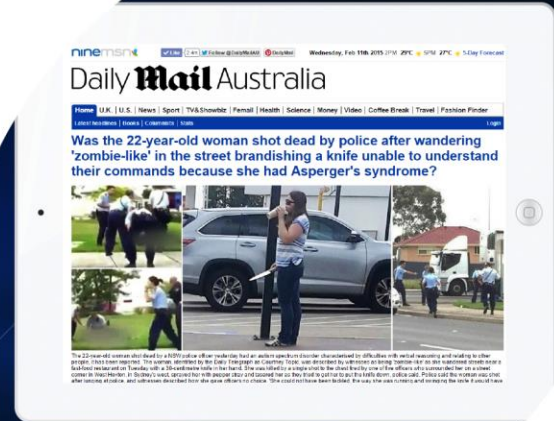 ninemsn Like Follow @DailyMailAU DailyMail Wednesday, Feb 11th 2015 2PM 29°C 5PM 27°C 5-Day Forecast
Daily Mail Australia
Home U.K. U.S. News Sport TV&Showbiz Femail Health Science Money Video Coffee Break Travel Fashion Finder
Latest Headlines Books Login
Was the 22-year-old woman shot dead by police after wandering
'zombie-like' in the street brandishing a knife unable to understand
their commands because she had Asperger's syndrome?
The 22-year-old woman shot dead by a NSW police officer yesterday had an autism spectrum disorder characterised by difficulties with verbal reasoning and relating to other
people, it has been reported. The woman, identified by the Daily Telegraph as Courtney Topic, was described by witnesses as being 'zombie-like' as she wandered streets near a
fast-food restaurant on Tuesday with a 30-centimetre knife in her hand. She was killed by a single shot to the chest fired by one of five officers who surrounded her on a street
corner in West Hoxton, in Sydney's west, sprayed her with pepper spray and tasered her as they tried to get her to put the knife down, police said. Police said the woman was shot
after lunging at police, and witnesses described how she gave officers no choice. 'She could not have been tackled, the way she was running and swinging the knife it would have